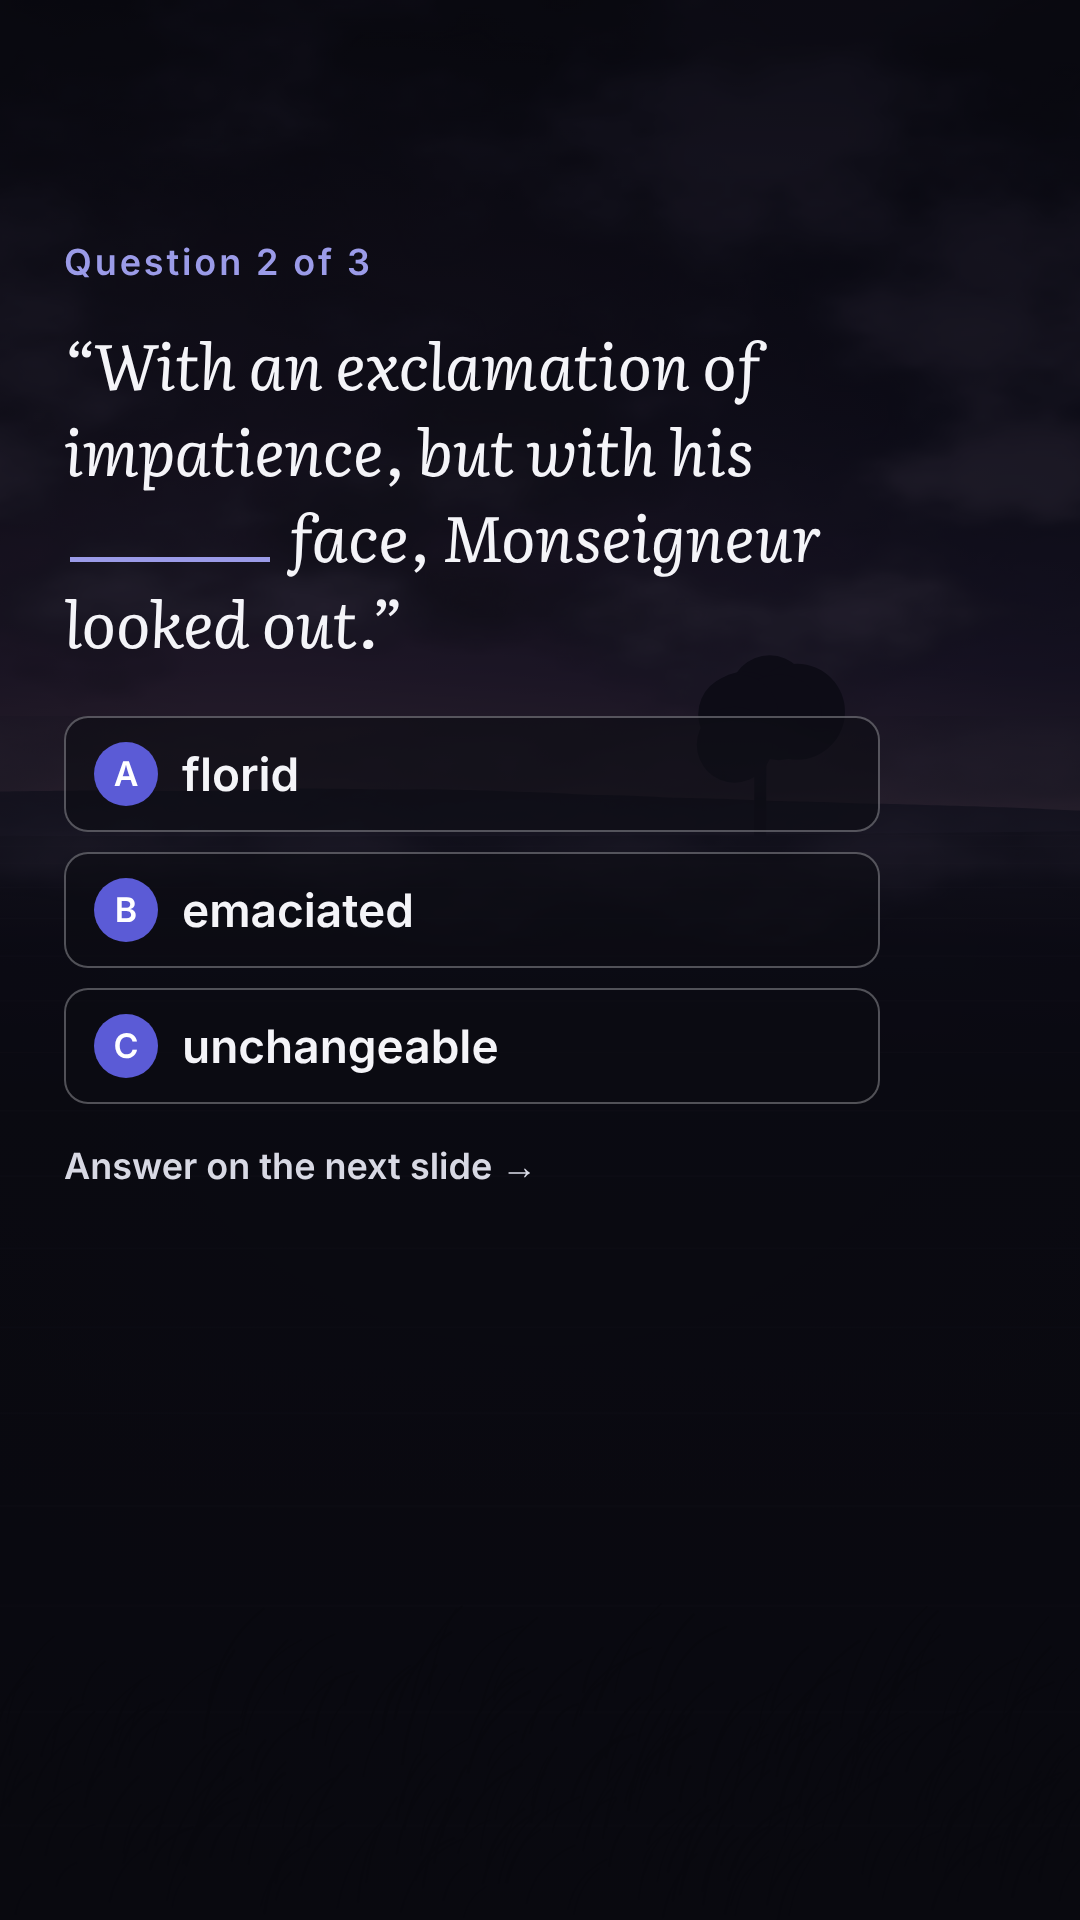 Question 2 of 3
“With an exclamation of
impatience, but with his
face, Monseigneur
looked out.”
A florid
B emaciated
C unchangeable
Answer on the next slide →